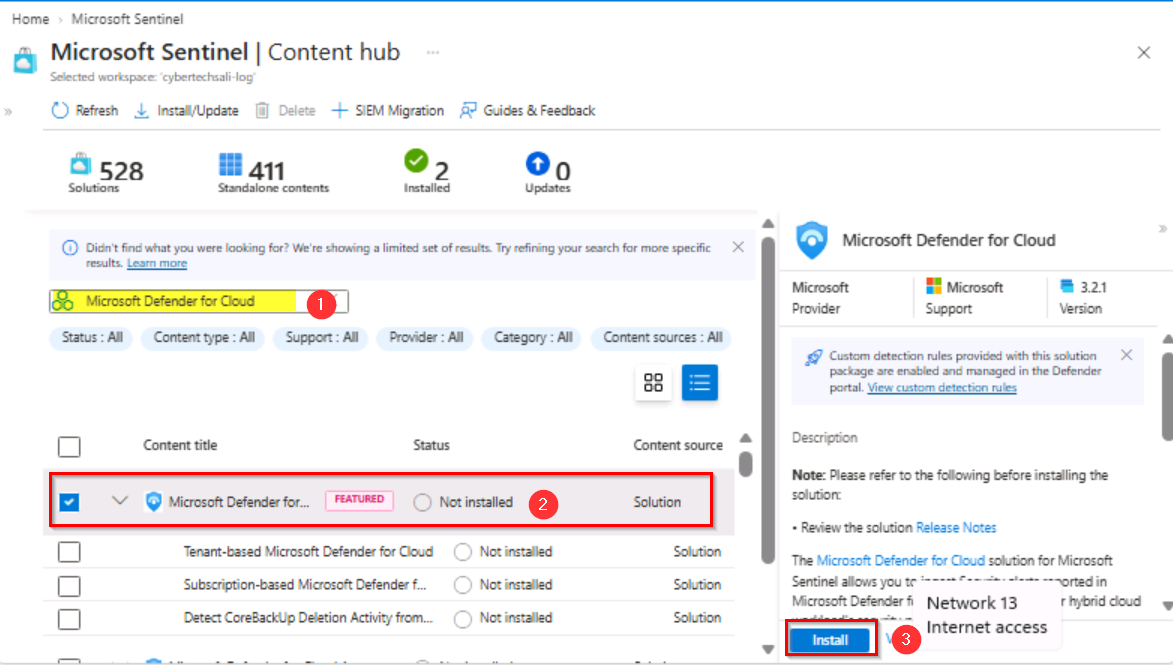 Home > Microsoft Sentinel
Microsoft Sentinel | Content hub ...
Selected workspace: 'cybertechsali-log'
Refresh Install/Update Delete SIEM Migration Guides & Feedback
528 Solutions
411 Standalone contents
2 Installed
0 Updates
Didn't find what you were looking for? We're showing a limited set of results. Try refining your search for more specific
results. Learn more
Microsoft Defender for Cloud 1
Status : All Content type : All Support : All Provider : All Category : All Content sources : All
Content title Status Content source
Microsoft Defender for... FEATURED Not installed 2 Solution
Tenant-based Microsoft Defender for Cloud Not installed Solution
Subscription-based Microsoft Defender f... Not installed Solution
Detect CoreBackUp Deletion Activity from... Not installed Solution
Microsoft Defender for Cloud
Microsoft Provider
Microsoft Support
3.2.1 Version
Custom detection rules provided with this solution
package are enabled and managed in the Defender
portal. View custom detection rules
Description
Note: Please refer to the following before installing the
solution:
• Review the solution Release Notes
The Microsoft Defender for Cloud solution for Microsoft
Sentinel allows you to ingest Security alerts reported in
Microsoft Defender f r hybrid cloud
Network 13
Internet access
Install 3